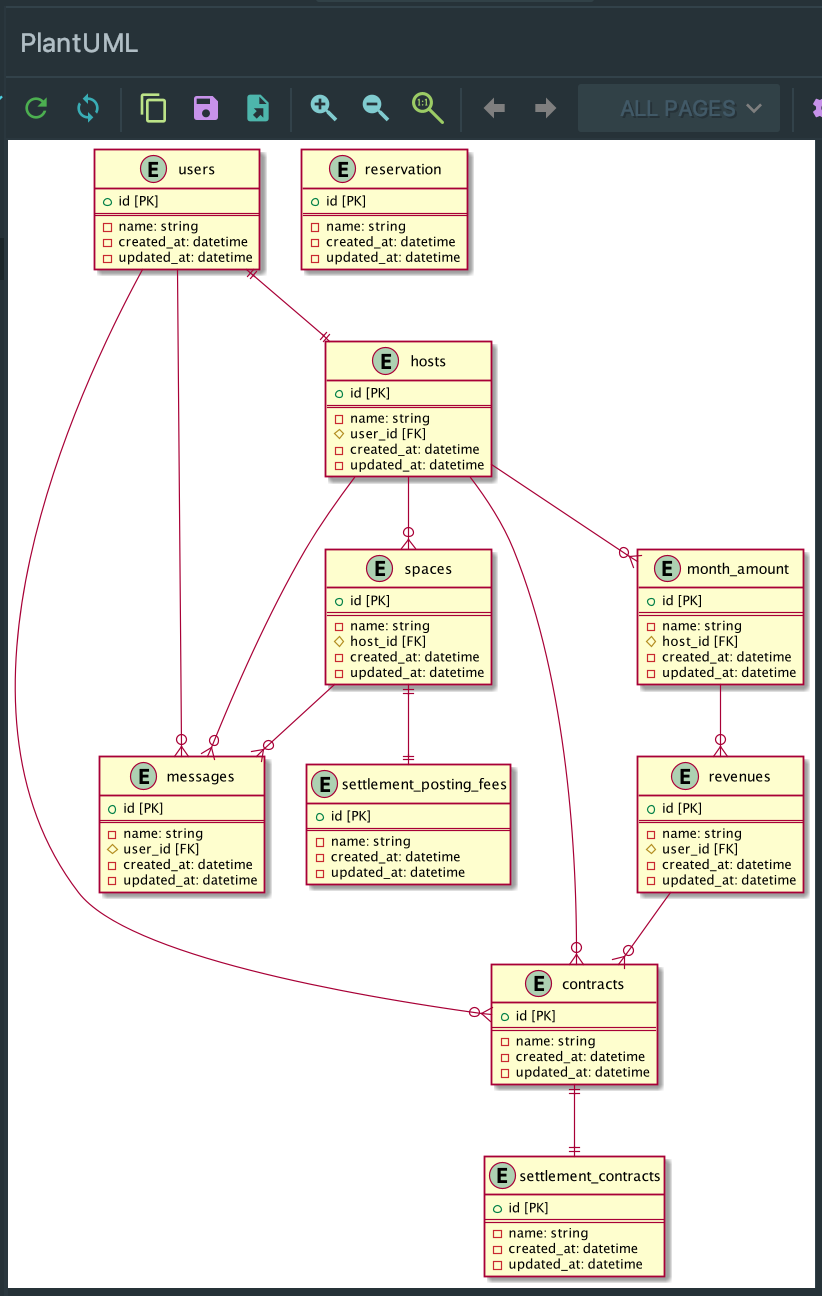 PlantUML
1:1
ALL PAGES
E users
id [PK]
name: string
created_at: datetime
updated_at: datetime
E reservation
id [PK]
name: string
created_at: datetime
updated_at: datetime
E hosts
id [PK]
name: string
user_id [FK]
created_at: datetime
updated_at: datetime
E spaces
id [PK]
name: string
host_id [FK]
created_at: datetime
updated_at: datetime
E month_amount
id [PK]
name: string
host_id [FK]
created_at: datetime
updated_at: datetime
E messages
id [PK]
name: string
user_id [FK]
created_at: datetime
updated_at: datetime
E settlement_posting_fees
id [PK]
name: string
created_at: datetime
updated_at: datetime
E revenues
id [PK]
name: string
user_id [FK]
created_at: datetime
updated_at: datetime
E contracts
id [PK]
name: string
created_at: datetime
updated_at: datetime
E settlement_contracts
id [PK]
name: string
created_at: datetime
updated_at: datetime